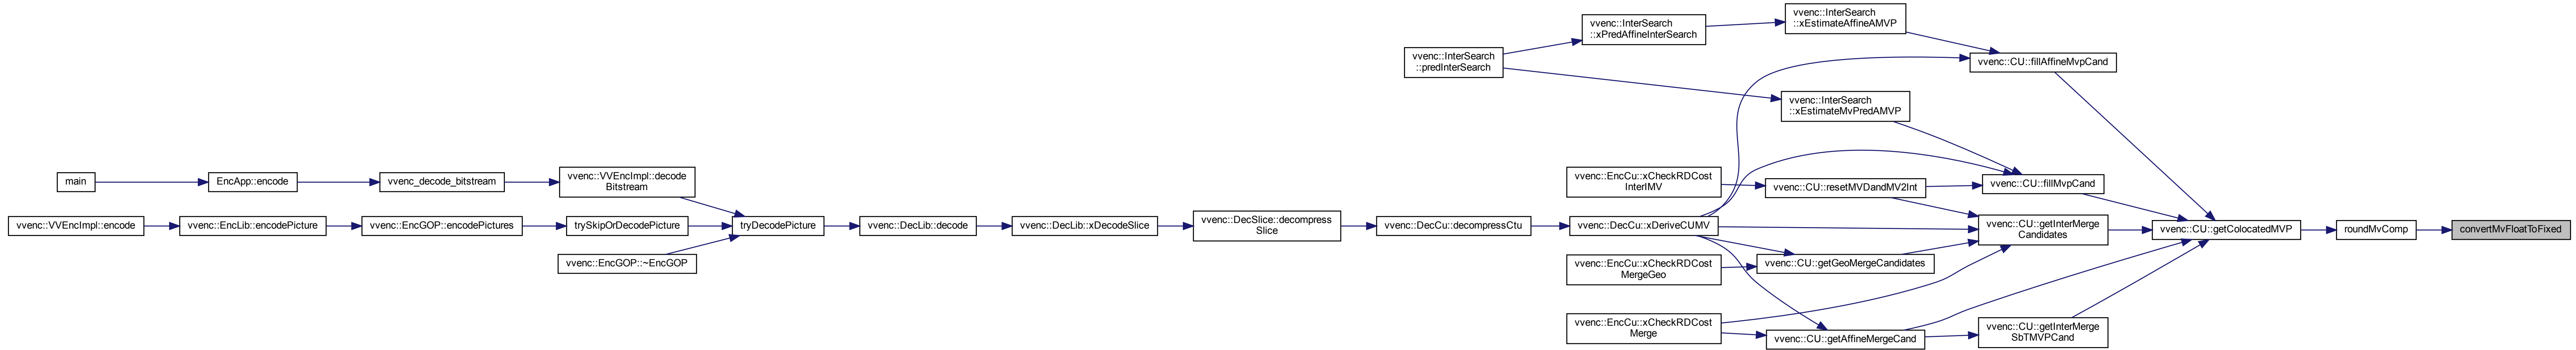 main
vvenc::VVEncImpl::encode
EncApp::encode
vvenc::EncLib::encodePicture
vvenc_decode_bitstream
vvenc::EncGOP::encodePictures
vvenc::VVEncImpl::decode
Bitstream
trySkipOrDecodePicture
vvenc::EncGOP::~EncGOP
tryDecodePicture
vvenc::DecLib::decode
vvenc::DecLib::xDecodeSlice
vvenc::DecSlice::decompress
Slice
vvenc::DecCu::decompressCtu
vvenc::InterSearch
::predInterSearch
vvenc::InterSearch
::xPredAffineInterSearch
vvenc::EncCu::xCheckRDCost
InterIMV
vvenc::DecCu::xDeriveCUMV
vvenc::EncCu::xCheckRDCost
MergeGeo
vvenc::EncCu::xCheckRDCost
Merge
vvenc::InterSearch
::xEstimateAffineAMVP
vvenc::InterSearch
::xEstimateMvPredAMVP
vvenc::CU::resetMVDandMV2Int
vvenc::CU::getGeoMergeCandidates
vvenc::CU::getAffineMergeCand
vvenc::CU::fillAffineMvpCand
vvenc::CU::fillMvpCand
vvenc::CU::getInterMerge
Candidates
vvenc::CU::getInterMerge
SbTMVPCand
vvenc::CU::getColocatedMVP
roundMvComp
convertMvFloatToFixed